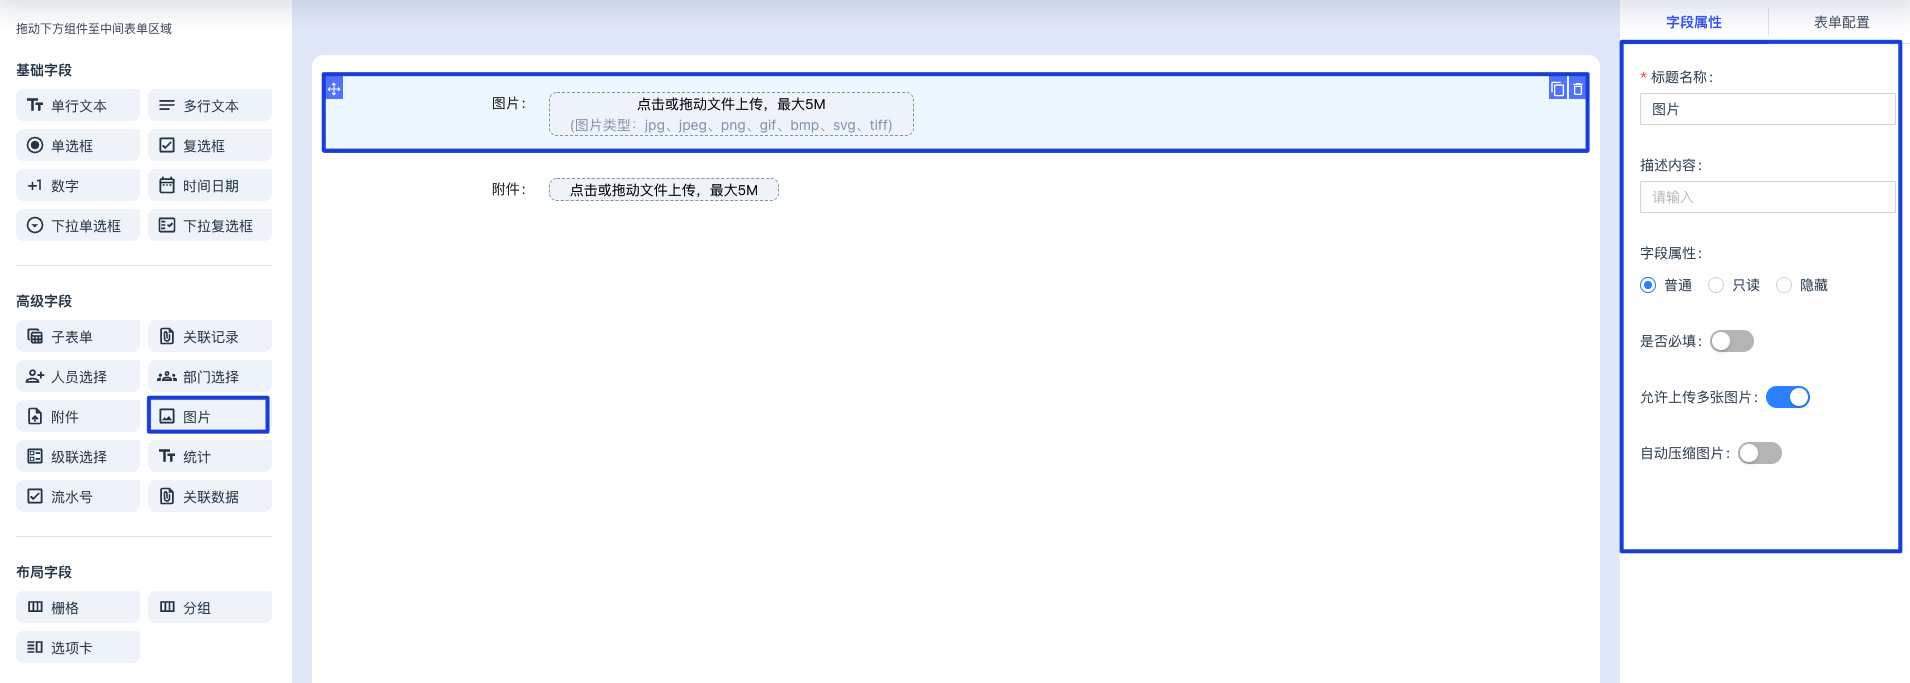 拖动下方组件至中间表单区域
基础字段
单行文本
多行文本
单选框
复选框
+1 数字
时间日期
下拉单选框
下拉复选框
高级字段
子表单
关联记录
人员选择
部门选择
附件
图片
级联选择
统计
流水号
关联数据
布局字段
栅格
分组
选项卡
图片：
点击或拖动文件上传，最大5M
(图片类型：jpg、jpeg、png、gif、bmp、svg、tiff)
附件：
点击或拖动文件上传，最大5M
字段属性
表单配置
* 标题名称：
图片
描述内容：
请输入
字段属性：
普通 只读 隐藏
是否必填：
允许上传多张图片：
自动压缩图片：